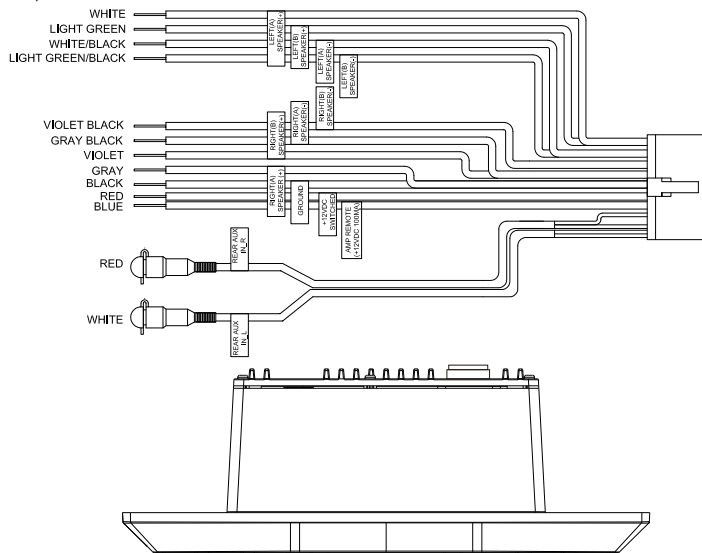 WHITE
LIGHT GREEN
WHITE/BLACK
LIGHT GREEN/BLACK
LEFT(A)
SPEAKER(+)
LEFT(B)
SPEAKER(+)
LEFT(A)
SPEAKER(-)
LEFT(B)
SPEAKER(-)
VIOLET BLACK
GRAY BLACK
VIOLET
GRAY
BLACK
RED
BLUE
RIGHT(B)
SPEAKER(+)
RIGHT(A)
SPEAKER(-)
RIGHT(B)
SPEAKER(-)
RIGHT(A)
SPEAKER(+)
GROUND
+12VDC
SWITCHED
AMP REMOTE
(+12VDC 100MA)
RED
REAR AUX
IN_R
WHITE
REAR AUX
IN_L